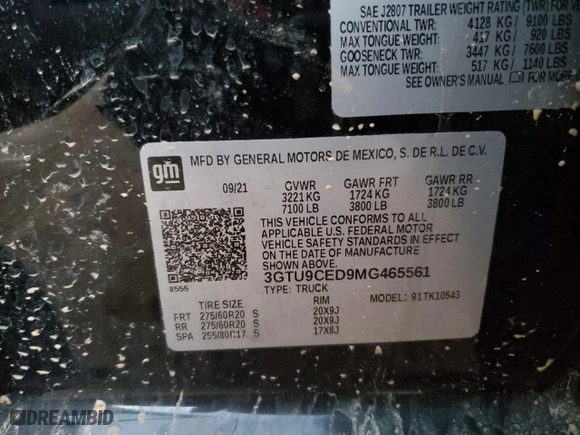 SAE J2807 TRAILER WEIGHT RATING (TWR) FOR
CONVENTIONAL TWR: 4128 KG / 9100 LBS
MAX TONGUE WEIGHT: 417 KG / 920 LBS
GOOSENECK TWR: 3447 KG / 7600 LBS
MAX TONGUE WEIGHT: 517 KG / 1140 LBS
SEE OWNER'S MANUAL FOR
gm
MFD BY GENERAL MOTORS DE MEXICO, S. DE R.L. DE C.V.
09/21 GVWR GAWR FRT GAWR RR
3221 KG 1724 KG 1724 KG
7100 LB 3800 LB 3800 LB
THIS VEHICLE CONFORMS TO ALL
APPLICABLE U.S. FEDERAL MOTOR
VEHICLE SAFETY STANDARDS IN EFFECT
ON THE DATE OF MANUFACTURE
SHOWN ABOVE.
3GTU9CED9MG465561
8555 TYPE: TRUCK MODEL: 91TK10543
TIRE SIZE RIM
FRT 275/60R20 S 20X9J
RR 275/60R20 S 20X9J
SPA 255/80R17 S 17X8J
DREAMBID